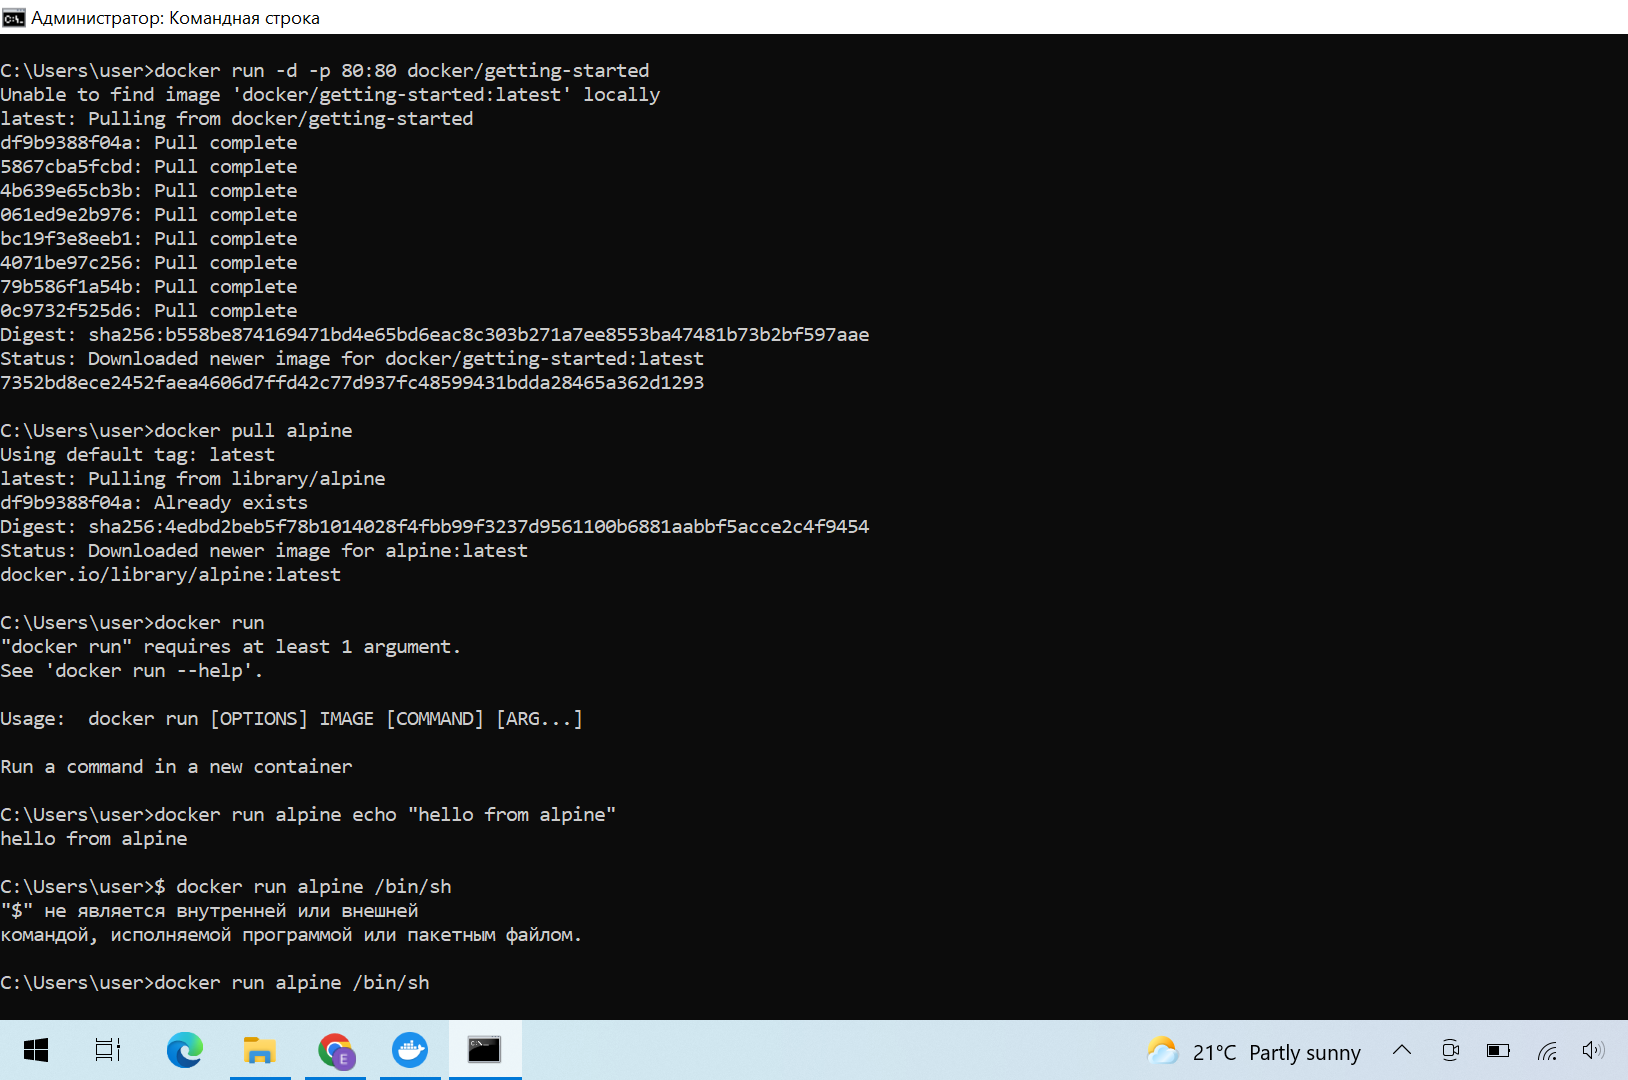 Администратор: Командная строка
C:\Users\user>docker run -d -p 80:80 docker/getting-started
Unable to find image 'docker/getting-started:latest' locally
latest: Pulling from docker/getting-started
df9b9388f04a: Pull complete
5867cba5fcbd: Pull complete
4b639e65cb3b: Pull complete
061ed9e2b976: Pull complete
bc19f3e8eeb1: Pull complete
4071be97c256: Pull complete
79b586f1a54b: Pull complete
0c9732f525d6: Pull complete
Digest: sha256:b558be874169471bd4e65bd6eac8c303b271a7ee8553ba47481b73b2bf597aae
Status: Downloaded newer image for docker/getting-started:latest
7352bd8ece2452faea4606d7ffd42c77d937fc48599431bdda28465a362d1293
C:\Users\user>docker pull alpine
Using default tag: latest
latest: Pulling from library/alpine
df9b9388f04a: Already exists
Digest: sha256:4edbd2beb5f78b1014028f4fbb99f3237d9561100b6881aabbf5acce2c4f9454
Status: Downloaded newer image for alpine:latest
docker.io/library/alpine:latest
C:\Users\user>docker run
"docker run" requires at least 1 argument.
See 'docker run --help'.
Usage:  docker run [OPTIONS] IMAGE [COMMAND] [ARG...]
Run a command in a new container
C:\Users\user>docker run alpine echo "hello from alpine"
hello from alpine
C:\Users\user>$ docker run alpine /bin/sh
"$" не является внутренней или внешней
командой, исполняемой программой или пакетным файлом.
C:\Users\user>docker run alpine /bin/sh
E
21°C Partly sunny